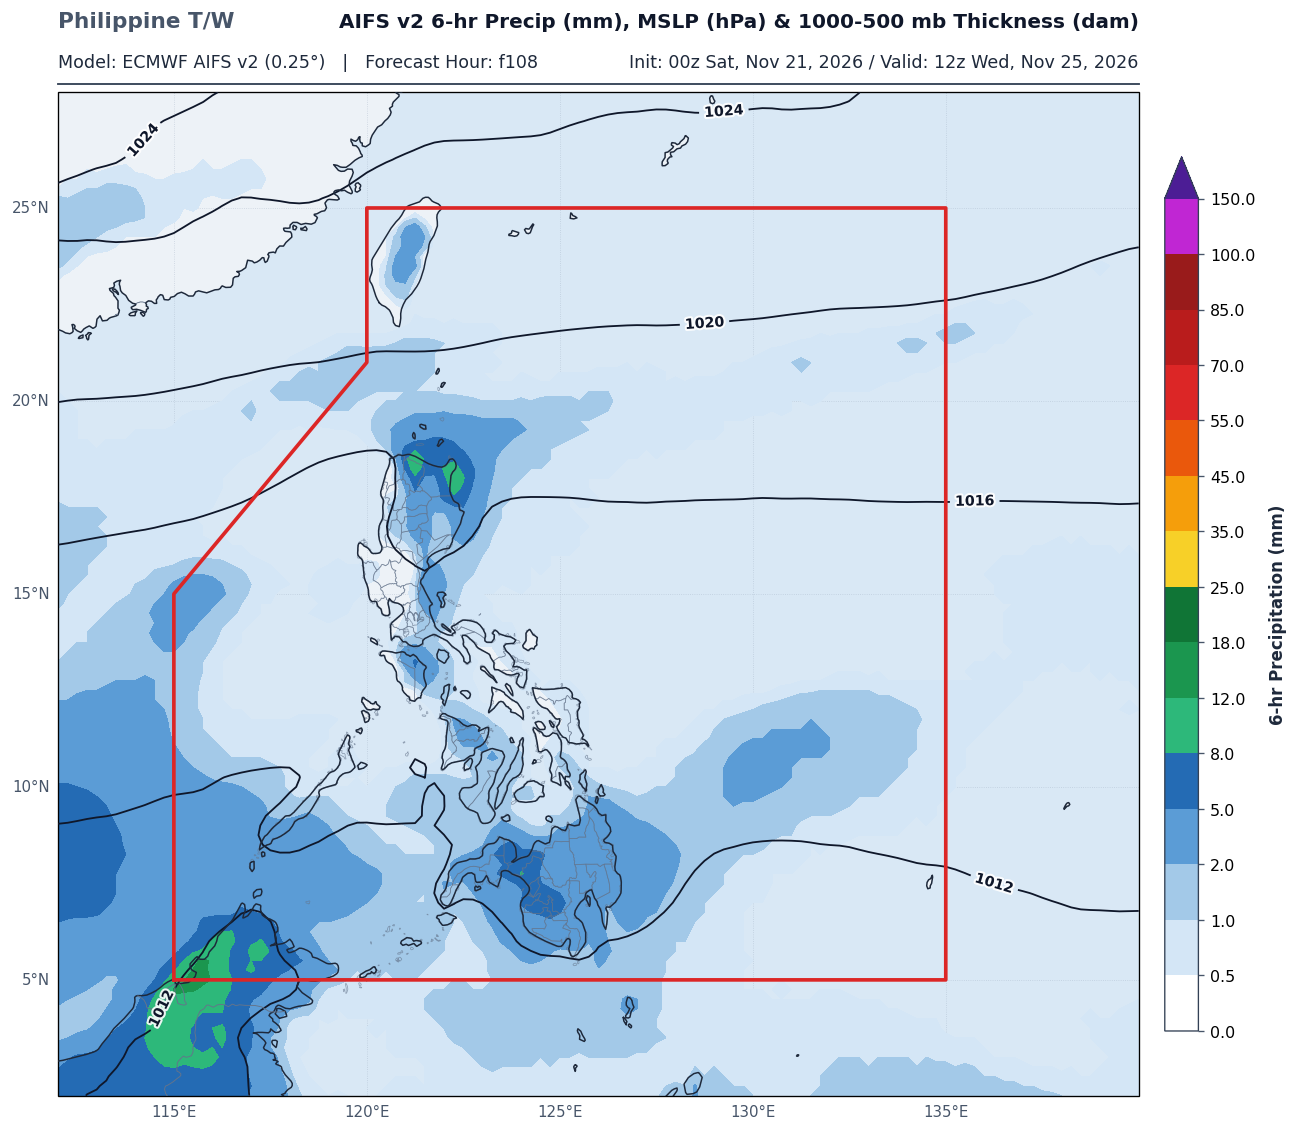 Philippine T/W
AIFS v2 6-hr Precip (mm), MSLP (hPa) & 1000-500 mb Thickness (dam)
Model: ECMWF AIFS v2 (0.25°) | Forecast Hour: f108
Init: 00z Sat, Nov 21, 2026 / Valid: 12z Wed, Nov 25, 2026
1024
1024
1020
1016
1012
1012
25°N
20°N
15°N
10°N
5°N
115°E
120°E
125°E
130°E
135°E
150.0
100.0
85.0
70.0
55.0
45.0
35.0
25.0
18.0
12.0
8.0
5.0
2.0
1.0
0.5
0.0
6-hr Precipitation (mm)